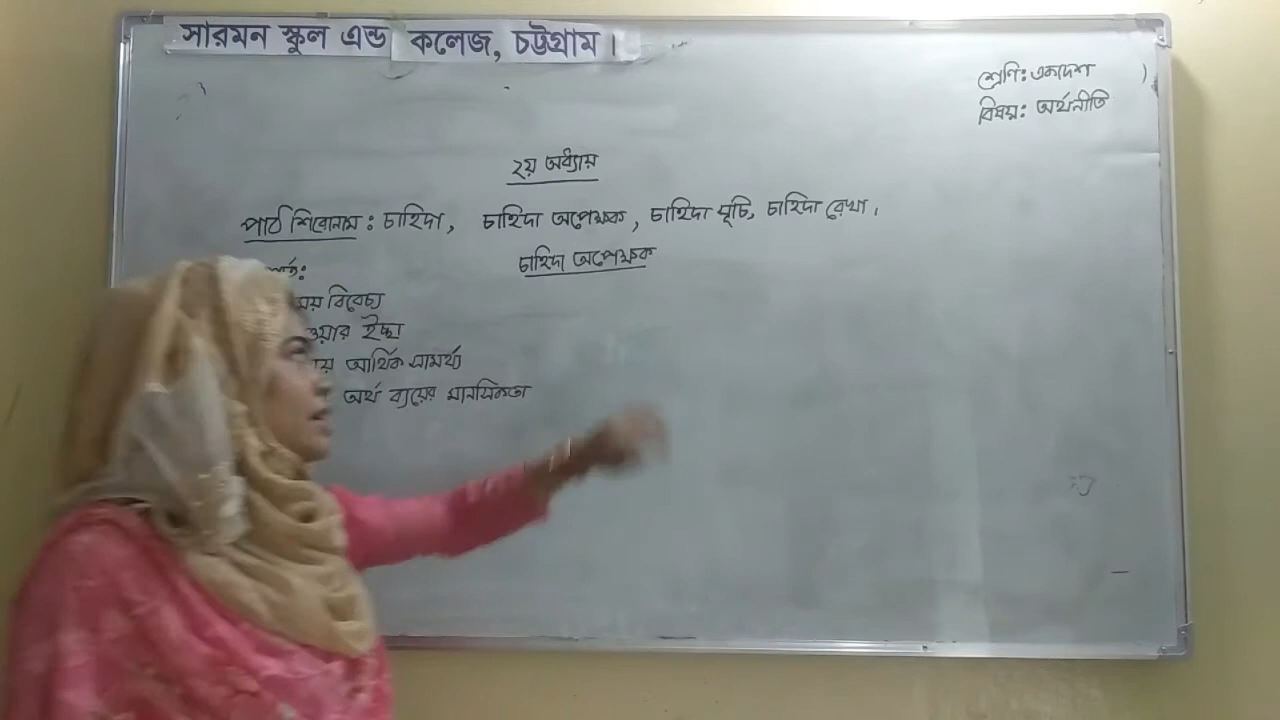 সারমন স্কুল এন্ড কলেজ, চট্টগ্রাম।
শ্রেণি: একাদশ
বিষয়: অর্থনীতি
২য় অধ্যায়
পাঠ শিরোনাম: চাহিদা, চাহিদা অপেক্ষক, চাহিদা সূচি, চাহিদা রেখা।
চাহিদা অপেক্ষক
বিবেচ্য
ইচ্ছা
আর্থিক সামর্থ্য
অর্থ ব্যয়ের মানসিকতা